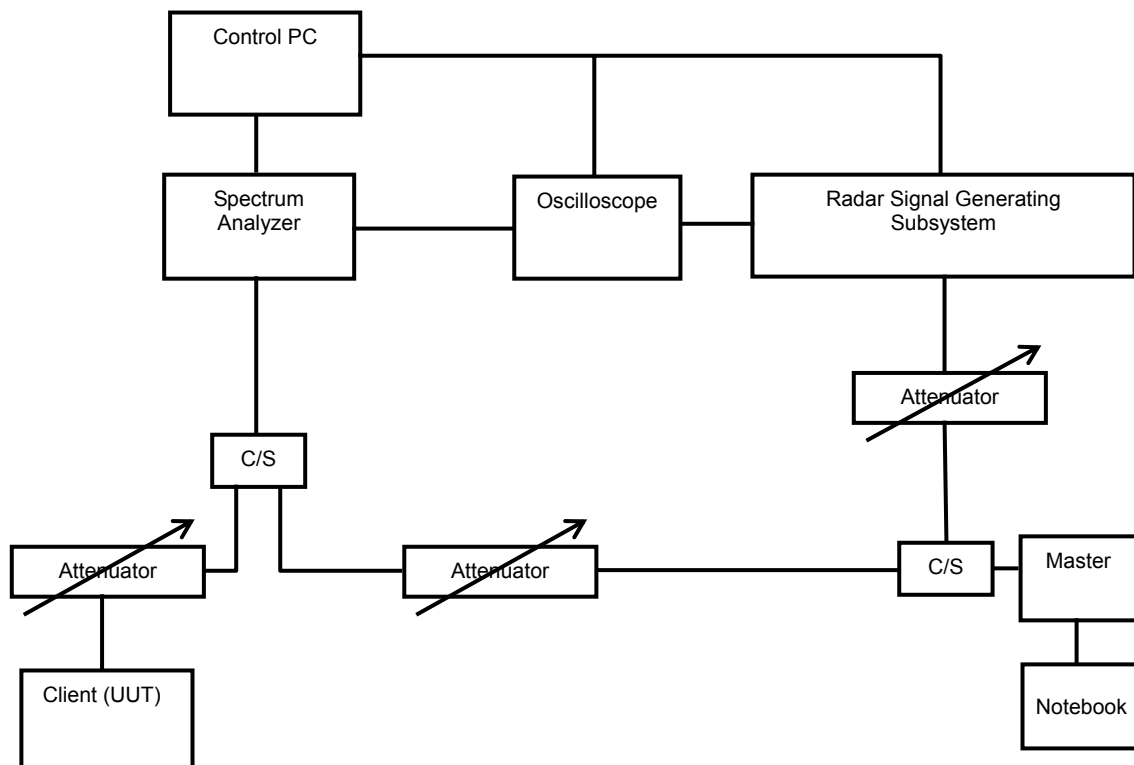 Control PC
Spectrum
Analyzer
Oscilloscope
Radar Signal Generating
Subsystem
Attenuator
C/S
Attenuator
Attenuator
C/S
Master
Client (UUT)
Notebook